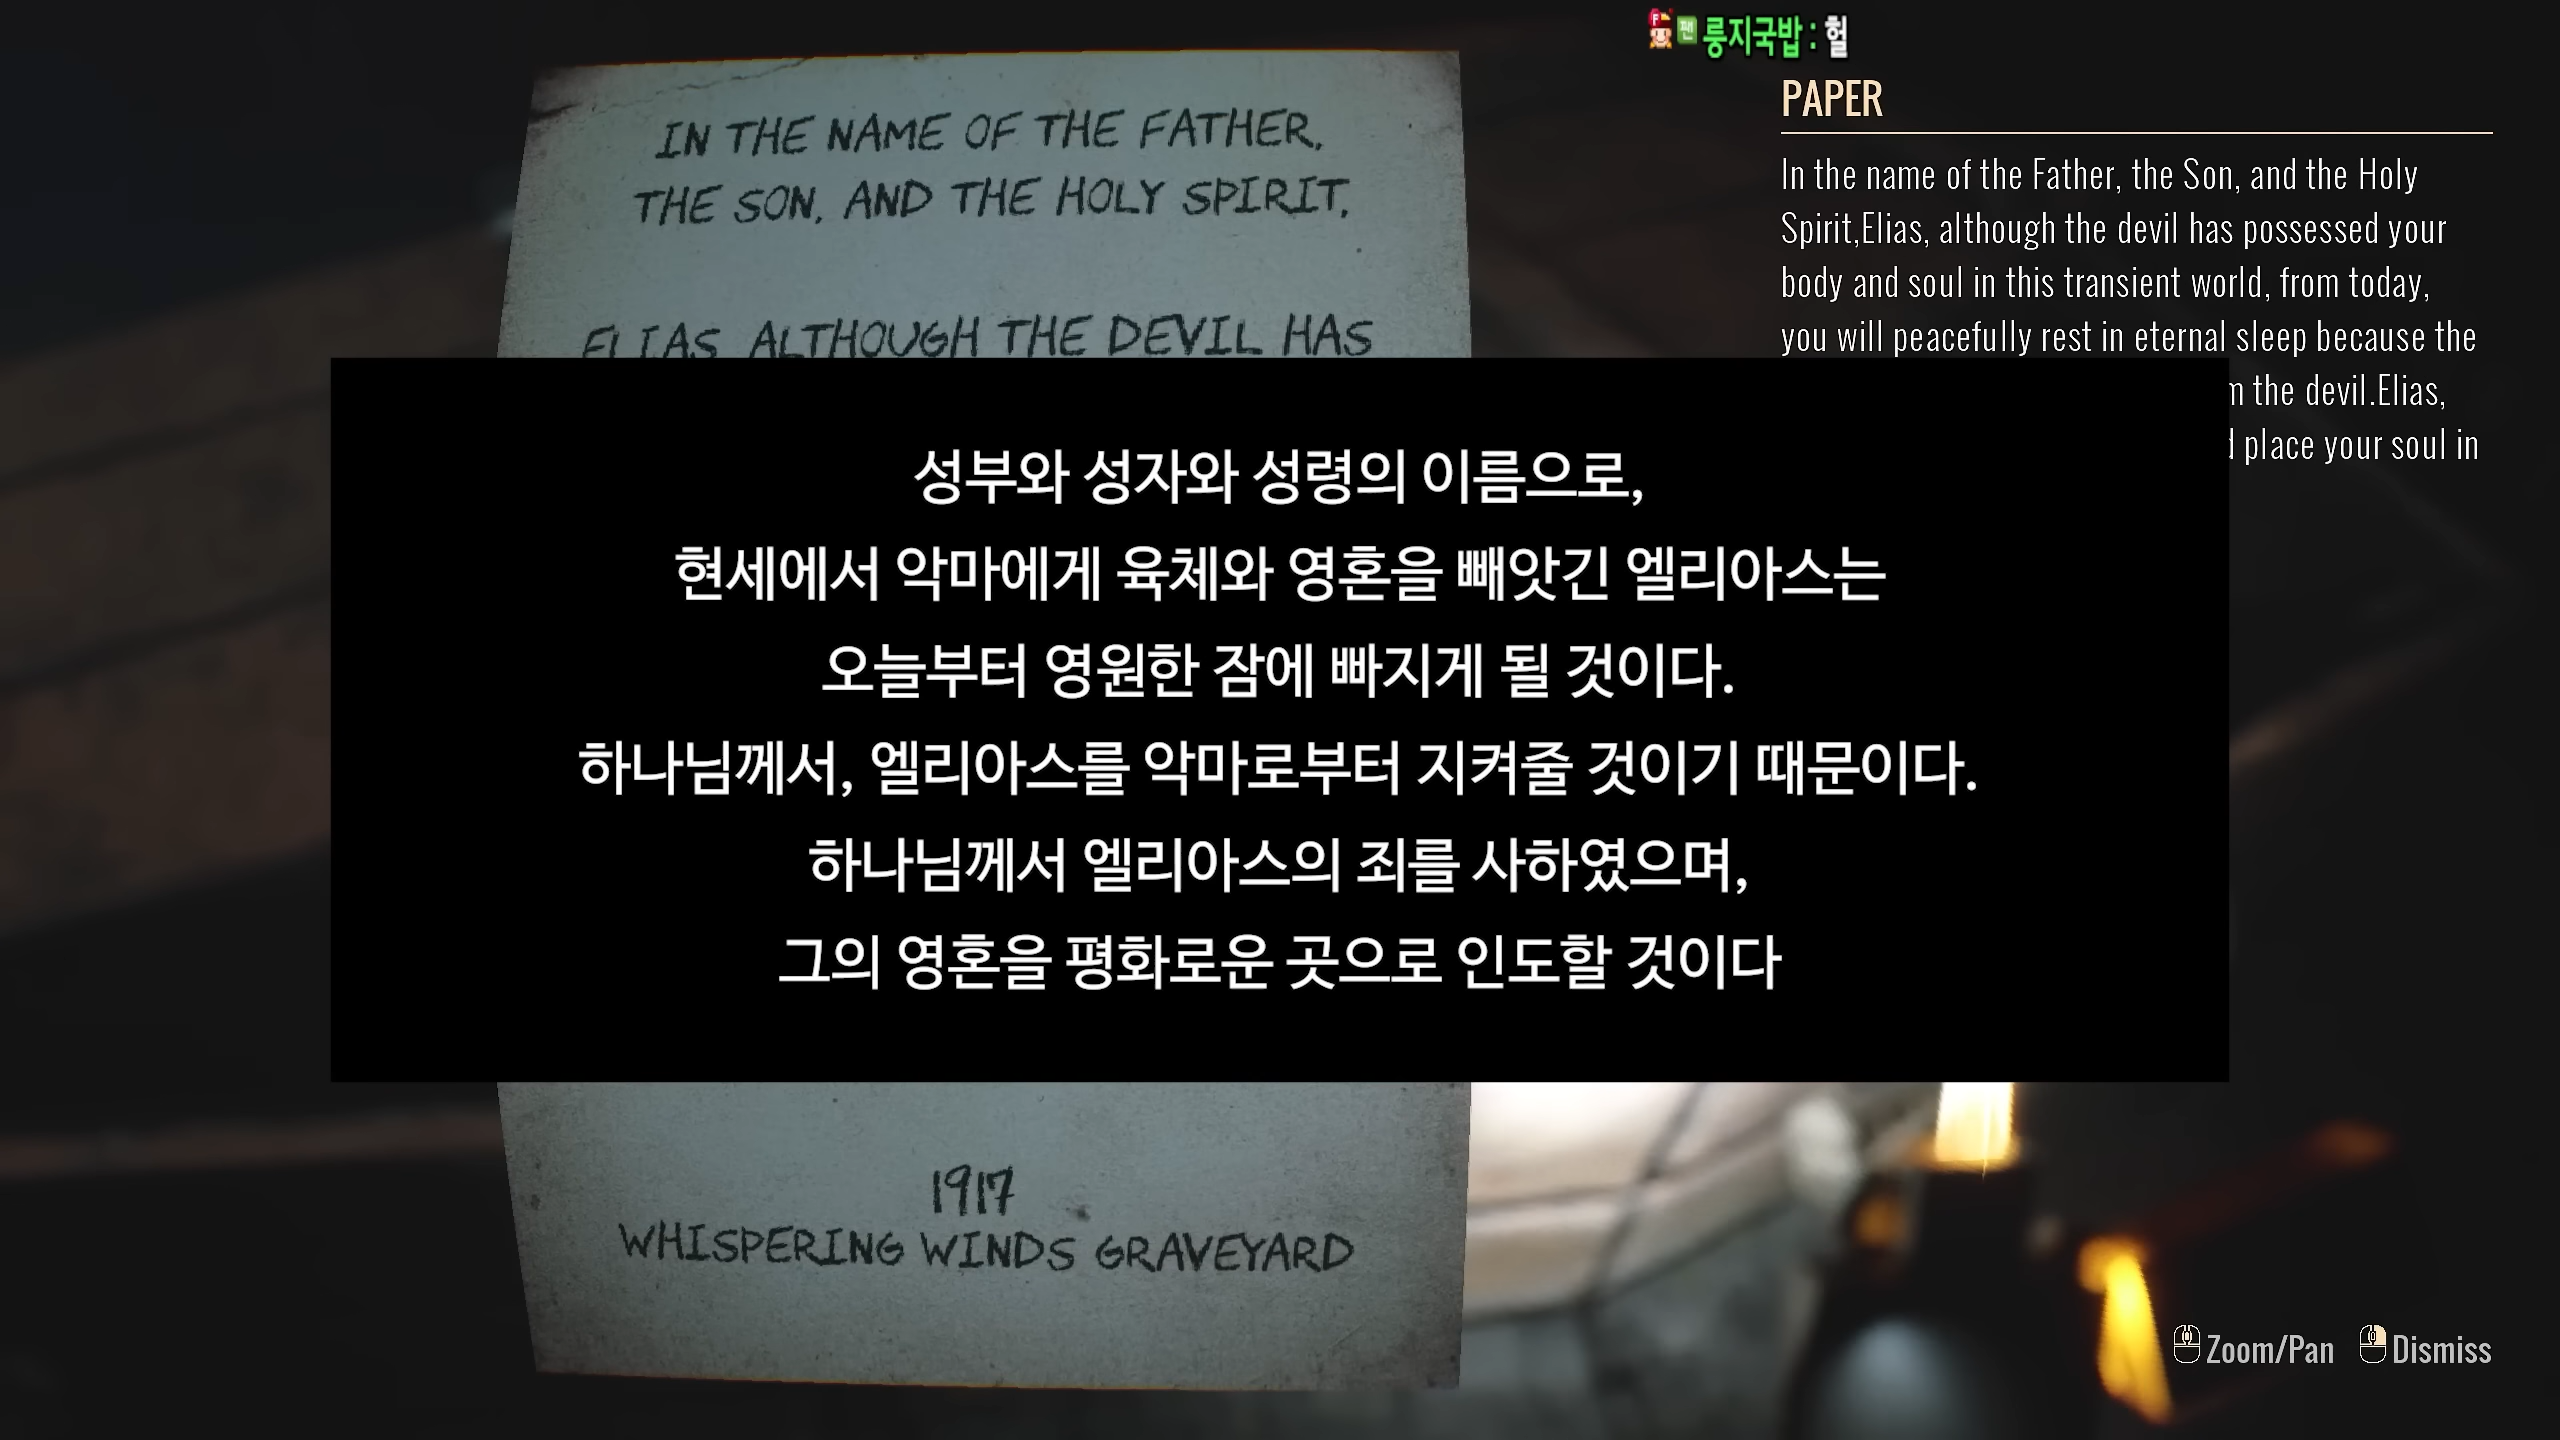 룽지국밥 : 헐
IN THE NAME OF THE FATHER,
THE SON, AND THE HOLY SPIRIT,
ELIAS, ALTHOUGH THE DEVIL HAS
PAPER
In the name of the Father, the Son, and the Holy
Spirit,Elias, although the devil has possessed your
body and soul in this transient world, from today,
you will peacefully rest in eternal sleep because the
the devil.Elias,
place your soul in
성부와 성자와 성령의 이름으로,
현세에서 악마에게 육체와 영혼을 빼앗긴 엘리아스는
오늘부터 영원한 잠에 빠지게 될 것이다.
하나님께서, 엘리아스를 악마로부터 지켜줄 것이기 때문이다.
하나님께서 엘리아스의 죄를 사하였으며,
그의 영혼을 평화로운 곳으로 인도할 것이다
1917
WHISPERING WINDS GRAVEYARD
Zoom/Pan Dismiss